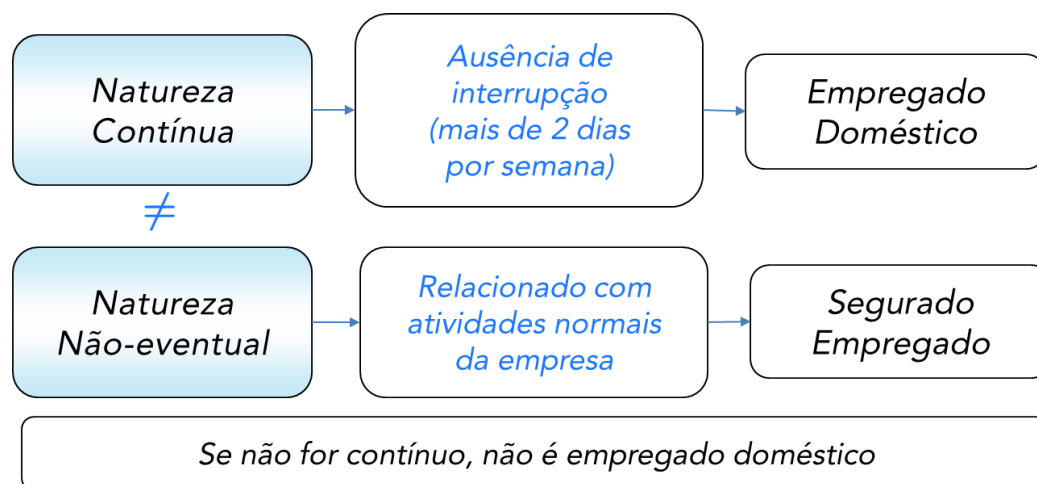 Natureza
Contínua
Ausência de
interrupção
(mais de 2 dias
por semana)
Empregado
Doméstico
≠
Natureza
Não-eventual
Relacionado com
atividades normais
da empresa
Segurado
Empregado
Se não for contínuo, não é empregado doméstico